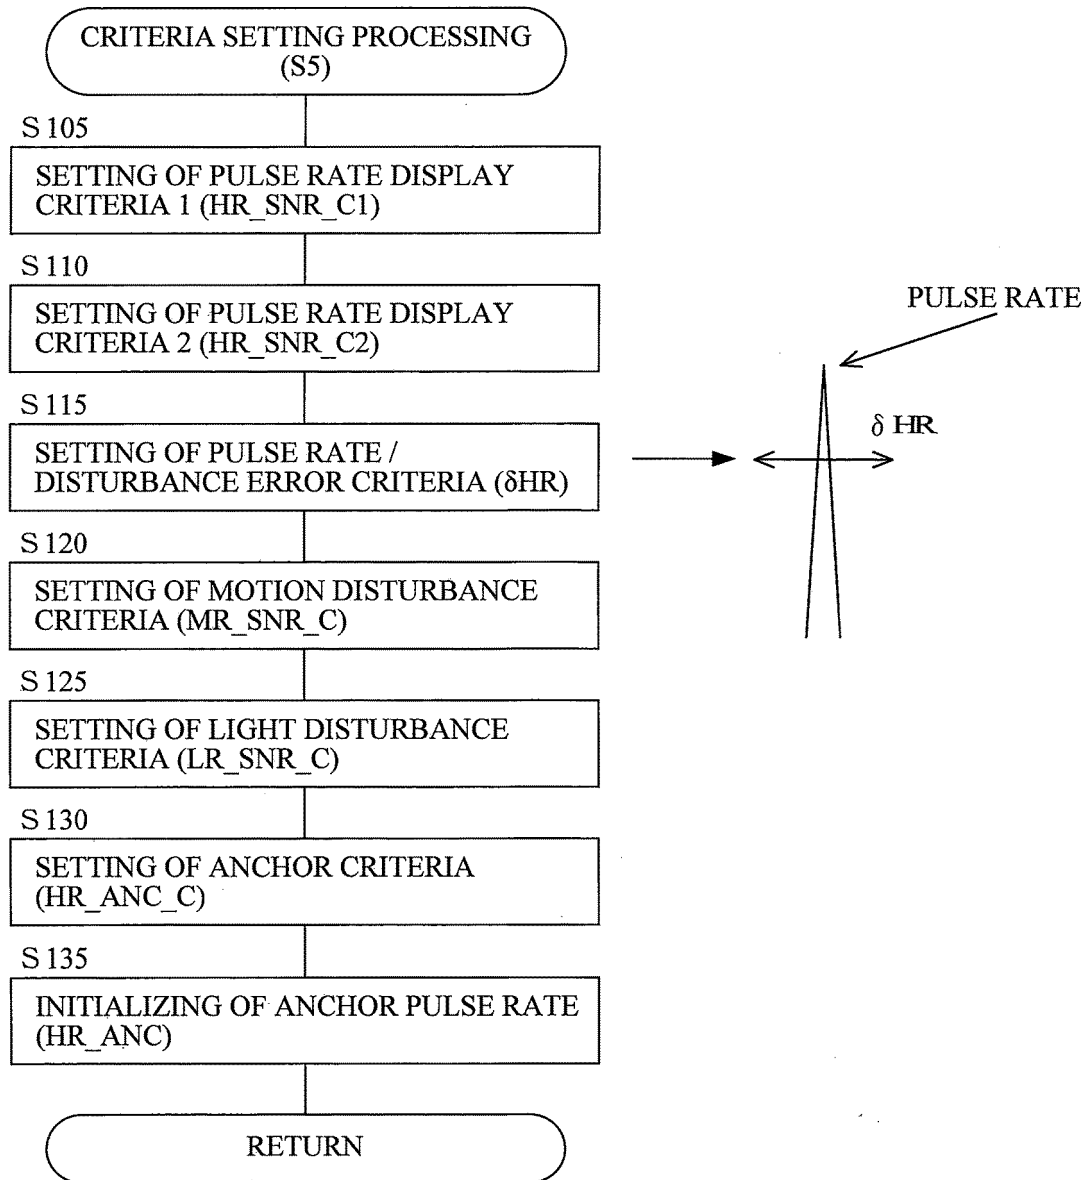 CRITERIA SETTING PROCESSING
(S5)
S 105
SETTING OF PULSE RATE DISPLAY
CRITERIA 1 (HR_SNR_C1)
S 110
SETTING OF PULSE RATE DISPLAY
CRITERIA 2 (HR_SNR_C2)
S 115
SETTING OF PULSE RATE /
DISTURBANCE ERROR CRITERIA (δHR)
S 120
SETTING OF MOTION DISTURBANCE
CRITERIA (MR_SNR_C)
S 125
SETTING OF LIGHT DISTURBANCE
CRITERIA (LR_SNR_C)
S 130
SETTING OF ANCHOR CRITERIA
(HR_ANC_C)
S 135
INITIALIZING OF ANCHOR PULSE RATE
(HR_ANC)
RETURN
PULSE RATE
δ HR